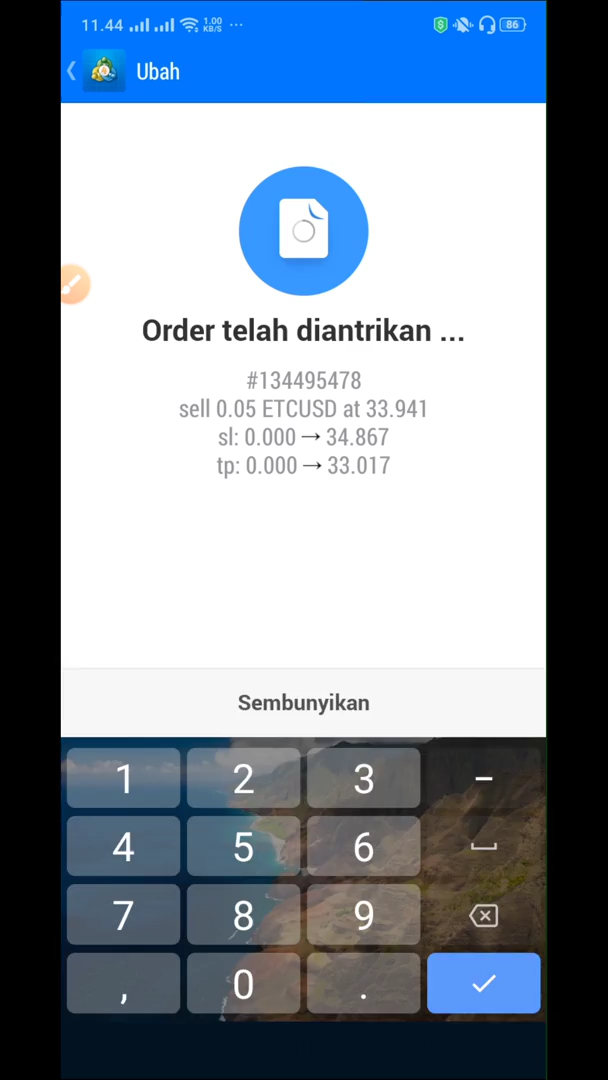 11.44 1.00 KB/S ... 86
Ubah
Order telah diantrikan ...
#134495478
sell 0.05 ETCUSD at 33.941
sl: 0.000 → 34.867
tp: 0.000 → 33.017
Sembunyikan
1 2 3 -
4 5 6
7 8 9
, 0 .